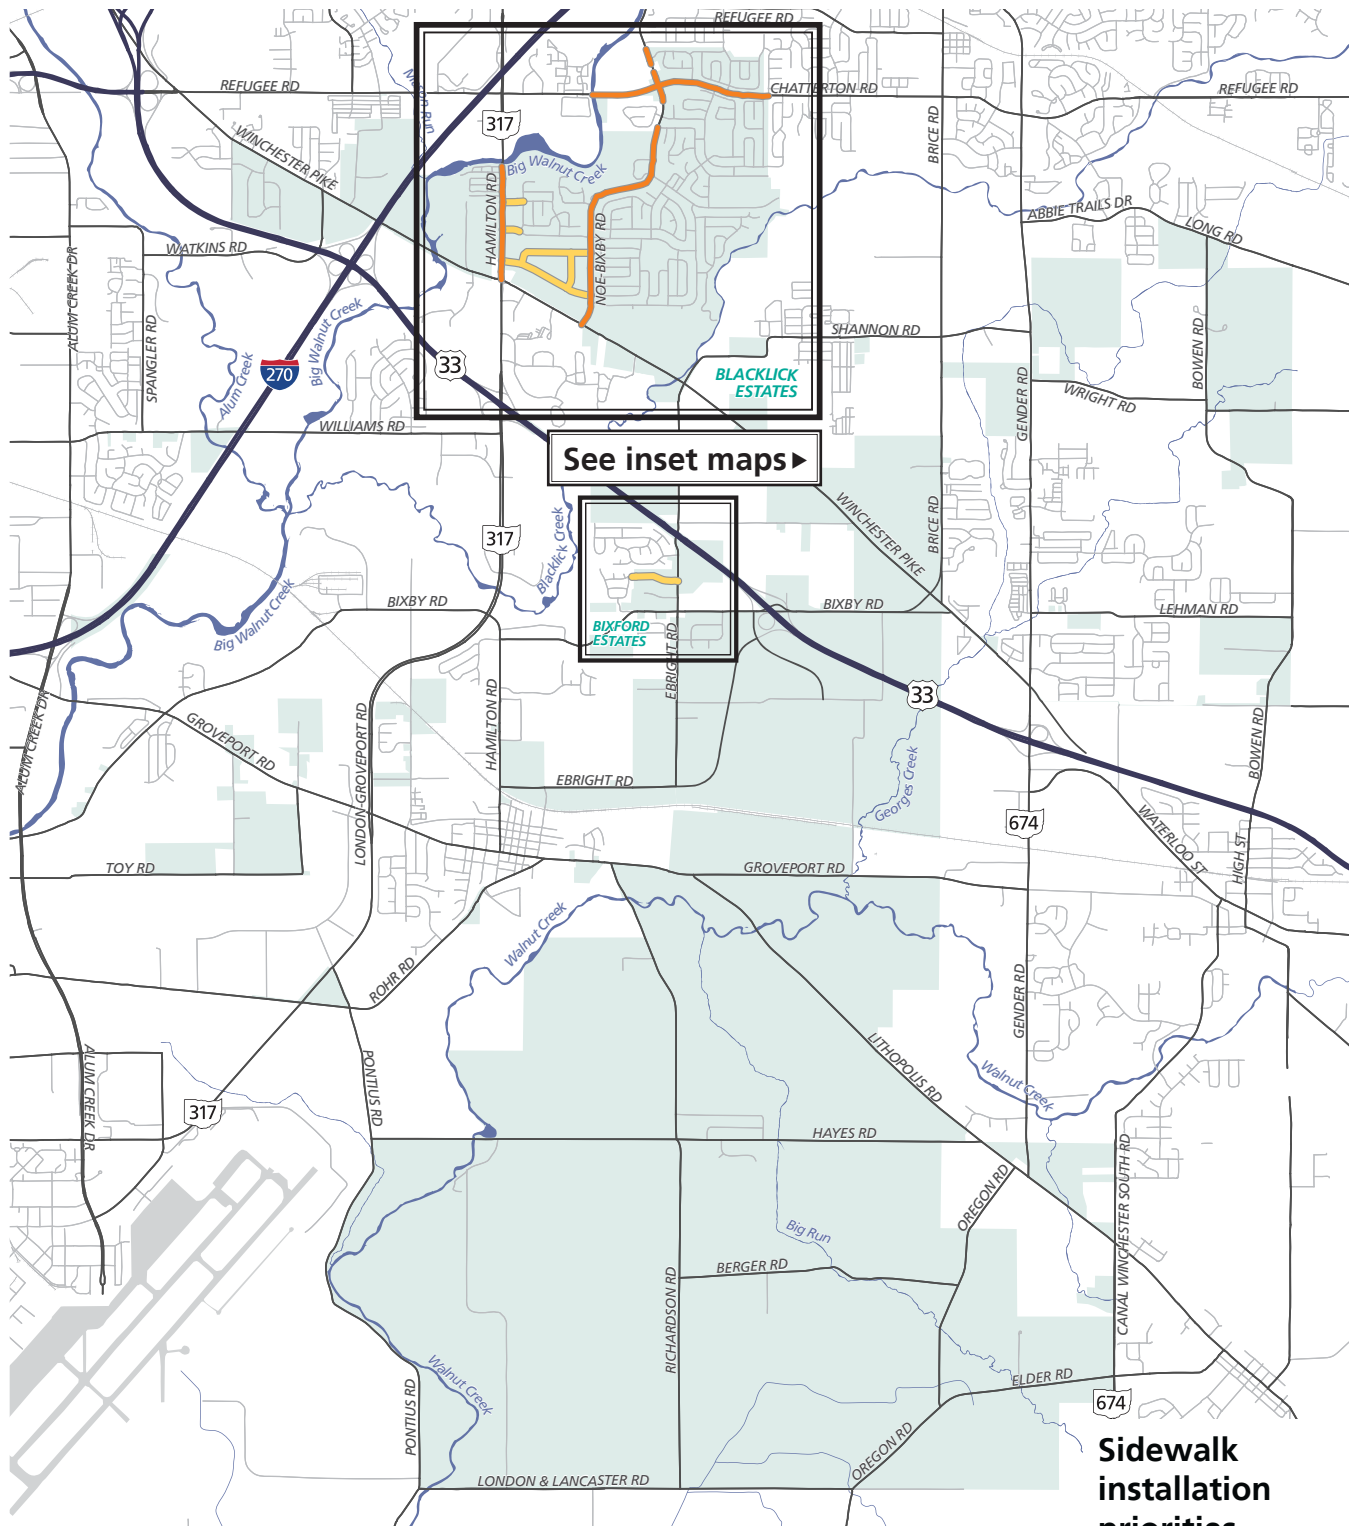 REFUGEE RD
REFUGEE RD
CHATTERTON RD
REFUGEE RD
Mason Run
317
BRICE RD
WINCHESTER PIKE
Big Walnut Creek
HAMILTON RD
NOE-BIXBY RD
ABBIE TRAILS DR
LONG RD
WATKINS RD
ALUM CREEK DR
SPANGLER RD
Big Walnut Creek
Alum Creek
270
33
SHANNON RD
BOWEN RD
BLACKLICK
ESTATES
GENDER RD
WRIGHT RD
WILLIAMS RD
See inset maps
317
Blacklick Creek
WINCHESTER PIKE
BRICE RD
Big Walnut Creek
BIXBY RD
BIXBY RD
LEHMAN RD
BIXFORD
ESTATES
EBRIGHT RD
33
ALUM CREEK DR
GROVEPORT RD
LONDON-GROVEPORT RD
HAMILTON RD
EBRIGHT RD
Georges Creek
BOWEN RD
674
WATERLOO ST
HIGH ST
TOY RD
GROVEPORT RD
Walnut Creek
ROHR RD
GENDER RD
LITHOPOLIS RD
Walnut Creek
ALUM CREEK DR
PONTIUS RD
317
HAYES RD
OREGON RD
CANAL WINCHESTER SOUTH RD
Big Run
BERGER RD
RICHARDSON RD
Walnut Creek
PONTIUS RD
ELDER RD
674
OREGON RD
LONDON & LANCASTER RD
Sidewalk
installation
priorities